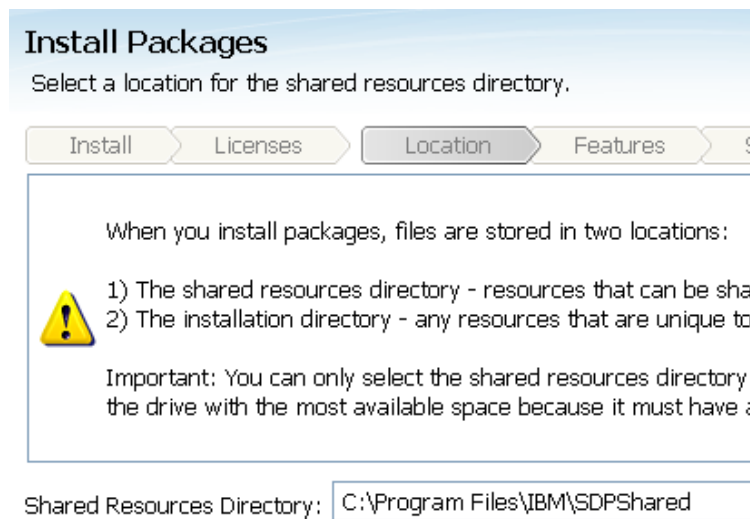 Install Packages
Select a location for the shared resources directory.
Install Licenses Location Features
When you install packages, files are stored in two locations:
1) The shared resources directory - resources that can be
2) The installation directory - any resources that are unique to
Important: You can only select the shared resources directory
the drive with the most available space because it must have
Shared Resources Directory: C:\Program Files\IBM\SDPShared